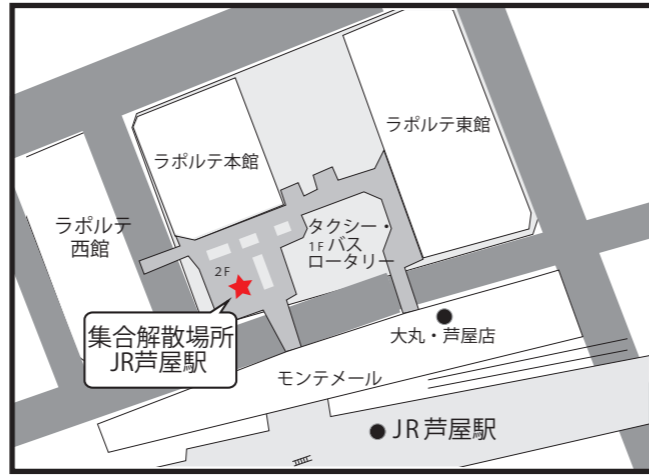 ラポルテ東館
ラポルテ本館
ラポルテ
西館
タクシー・
1Fバス
ロータリー
2F
集合解散場所
JR芦屋駅
大丸・芦屋店
モンテメール
JR芦屋駅